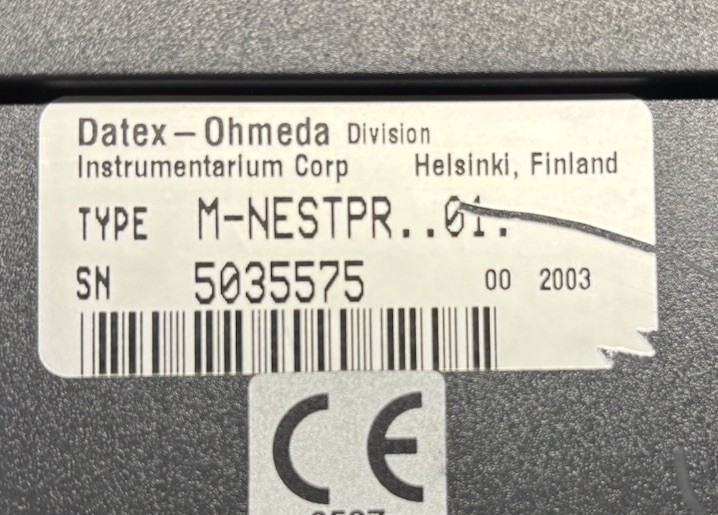 Datex-Ohmeda Division
Instrumentarium Corp Helsinki, Finland
TYPE M-NESTPR..01.
SN 5035575 00 2003
CE